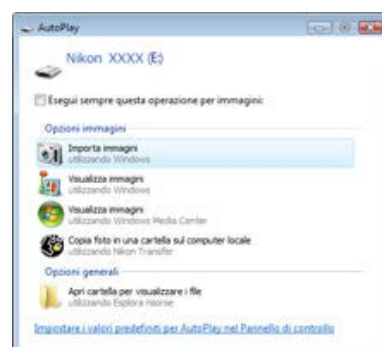 AutoPlay
Nikon XXXX (E:)
Esegui sempre questa operazione per immagini:
Opzioni immagini
Importa immagini
utilizzando Windows
Visualizza immagini
utilizzando Windows
Visualizza immagini
utilizzando Windows Media Center
Copia foto in una cartella sul computer locale
utilizzando Nikon Transfer
Opzioni generali
Apri cartella per visualizzare i file
utilizzando Esplora risorse
Impostare i valori predefiniti per AutoPlay nel Pannello di controllo